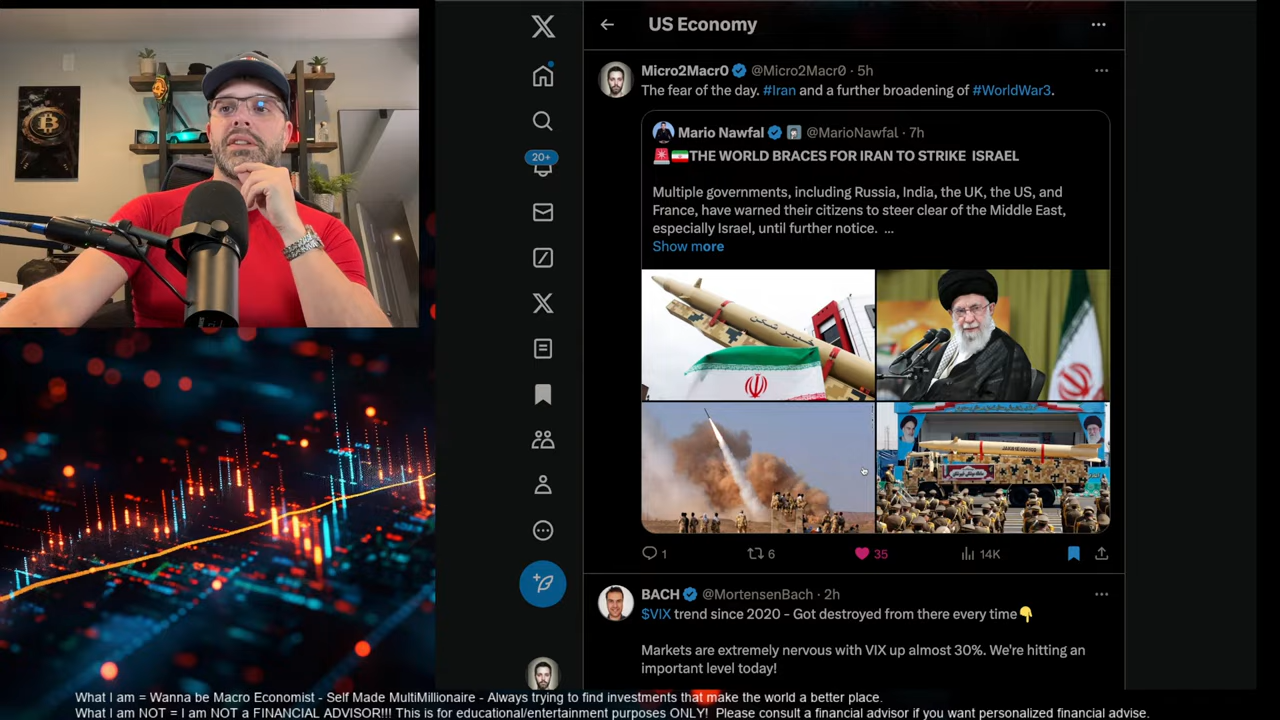 US Economy
Micro2Macr0 @Micro2Macr0 · 5h
The fear of the day. #Iran and a further broadening of #WorldWar3.
Mario Nawfal @MarioNawfal · 7h
🚨🇮🇷THE WORLD BRACES FOR IRAN TO STRIKE ISRAEL
Multiple governments, including Russia, India, the UK, the US, and
France, have warned their citizens to steer clear of the Middle East,
especially Israel, until further notice. ...
Show more
20+
1
6
35
14K
BACH @MortensenBach · 2h
$VIX trend since 2020 - Got destroyed from there every time👇
Markets are extremely nervous with VIX up almost 30%. We're hitting an
important level today!
What I am = Wanna be Macro Economist - Self Made MultiMillionaire - Always trying to find investments that make the world a better place.
What I am NOT = I am NOT a FINANCIAL ADVISOR!!! This is for educational/entertainment purposes ONLY! Please consult a financial advisor if you want personalized financial advise.